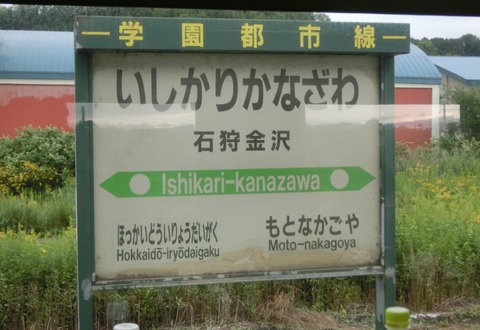 学園都市線
いしかりかなざわ
石狩金沢
Ishikari-kanazawa
ほっかいどういりょうだいがく
Hokkaidō-iryōdaigaku
もとなかごや
Moto-nakagoya